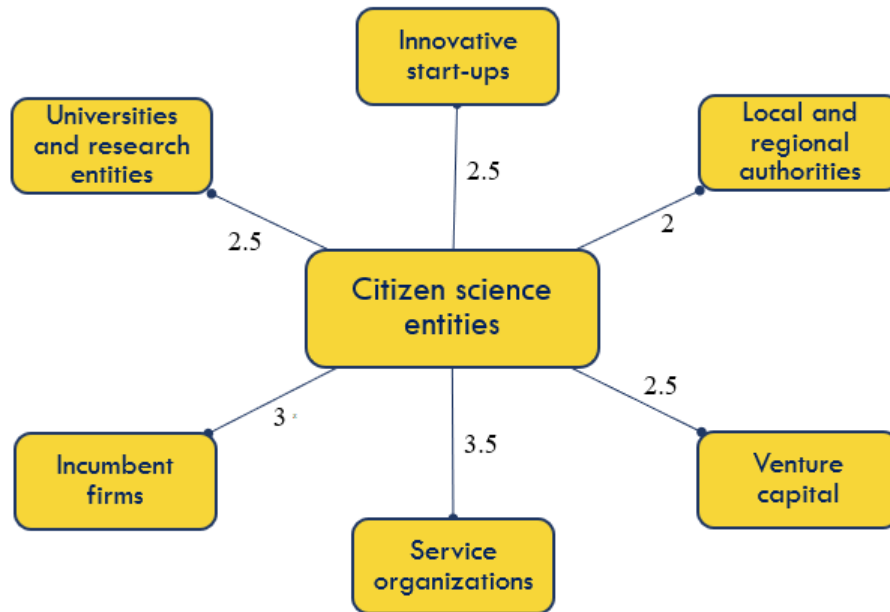 Innovative
start-ups
Universities
and research
entities
Local and
regional
authorities
2.5
2
2.5
Citizen science
entities
2.5
3
3.5
Incumbent
firms
Venture
capital
Service
organizations